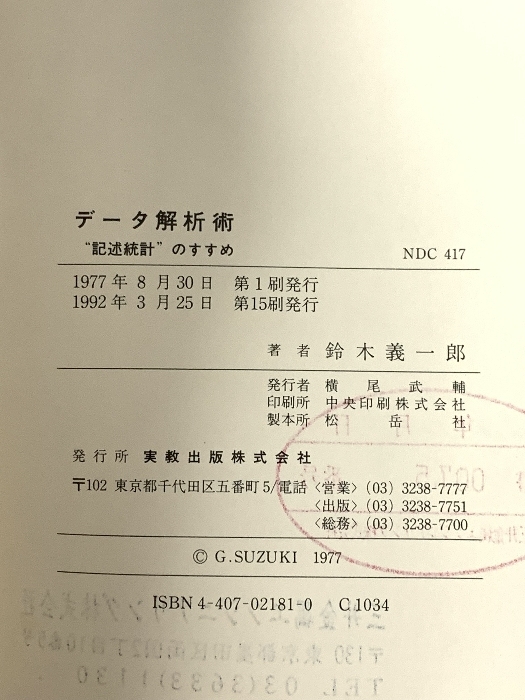 データ解析術
“記述統計”のすすめ
NDC 417
1977年 8月30日 第1刷発行
1992年 3月25日 第15刷発行
著者 鈴木義一郎
発行者 横尾武輔
印刷所 中央印刷株式会社
製本所 松岳社
発行所 実教出版株式会社
〒102 東京都千代田区五番町5/電話〈営業〉(03) 3238-7777
〈出版〉(03) 3238-7751
〈総務〉(03) 3238-7700
© G.SUZUKI 1977
ISBN 4-407-02181-0 C1034